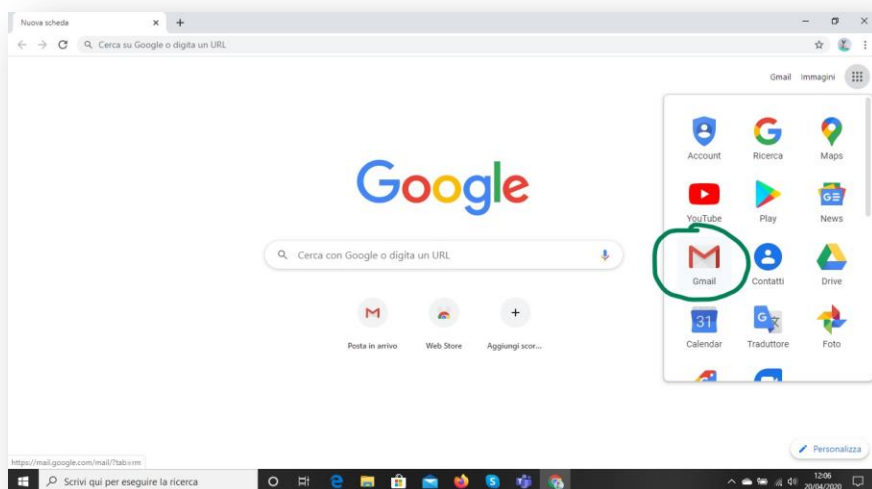 Nuova scheda
Cerca su Google o digita un URL
Gmail Immagini
Account Ricerca Maps
Google
YouTube Play News
Cerca con Google o digita un URL
Gmail Contatti Drive
31
Calendar Traduttore Foto
Posta in arrivo Web Store Aggiungi scor...
Personalizza
https://mail.google.com/mail/?tab=rm
Scrivi qui per eseguire la ricerca
12:06
20/04/2020